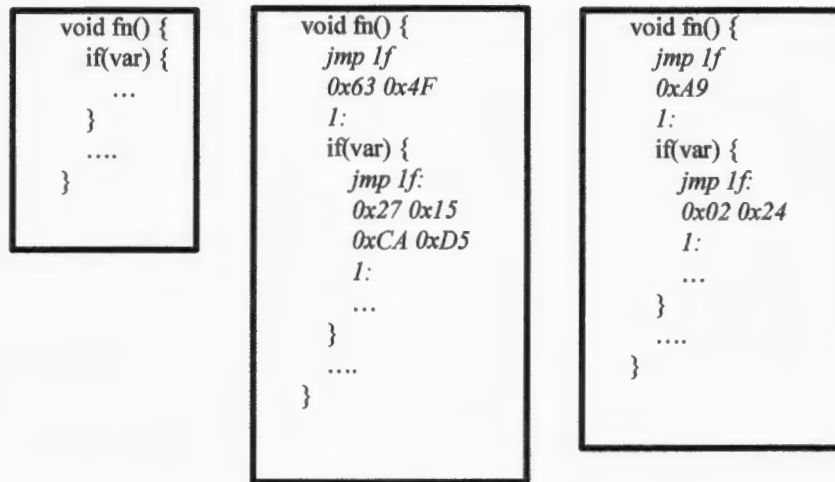 void fn() {
if(var) {
...
}
....
}
void fn() {
jmp 1f
0x63 0x4F
1:
if(var) {
jmp 1f:
0x27 0x15
0xCA 0xD5
1:
...
}
....
}
void fn() {
jmp 1f
0xA9
1:
if(var) {
jmp 1f:
0x02 0x24
1:
...
}
....
}